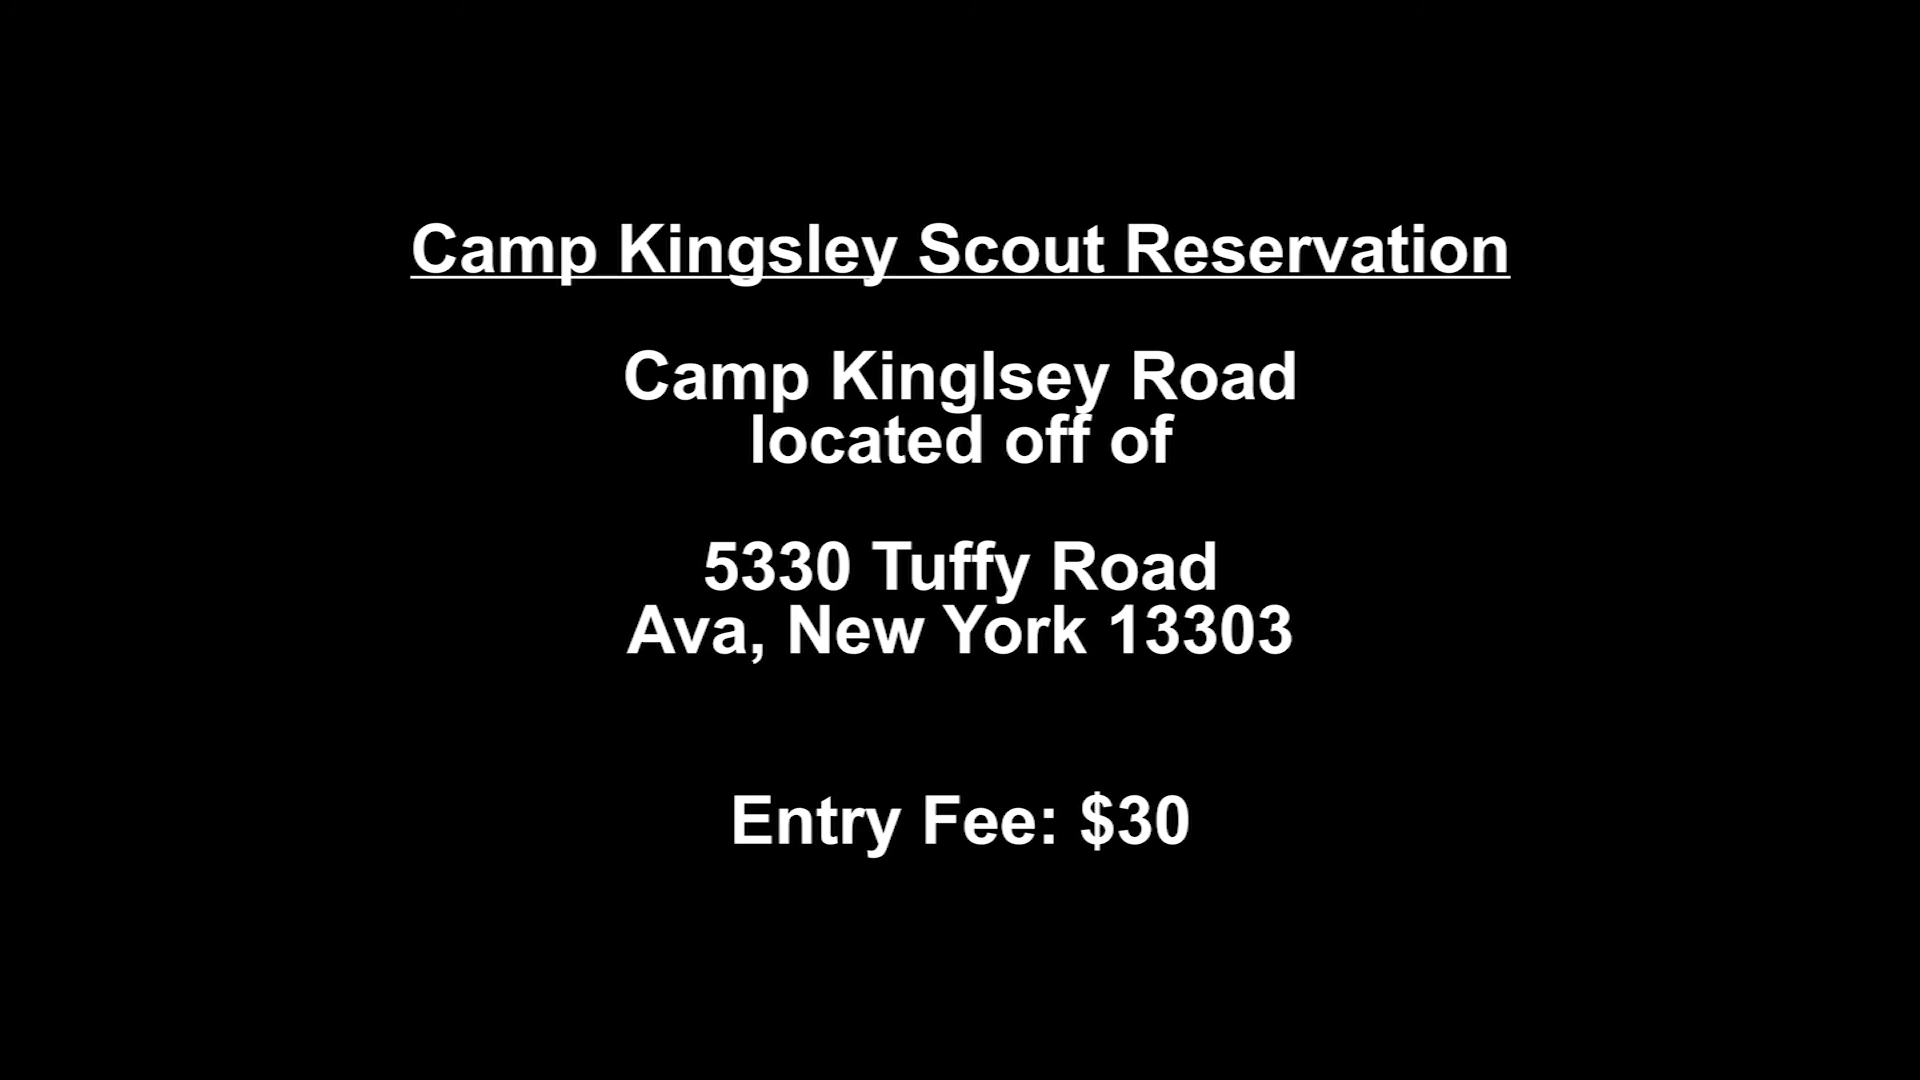 Camp Kingsley Scout Reservation
Camp Kinglsey Road
located off of
5330 Tuffy Road
Ava, New York 13303
Entry Fee: $30